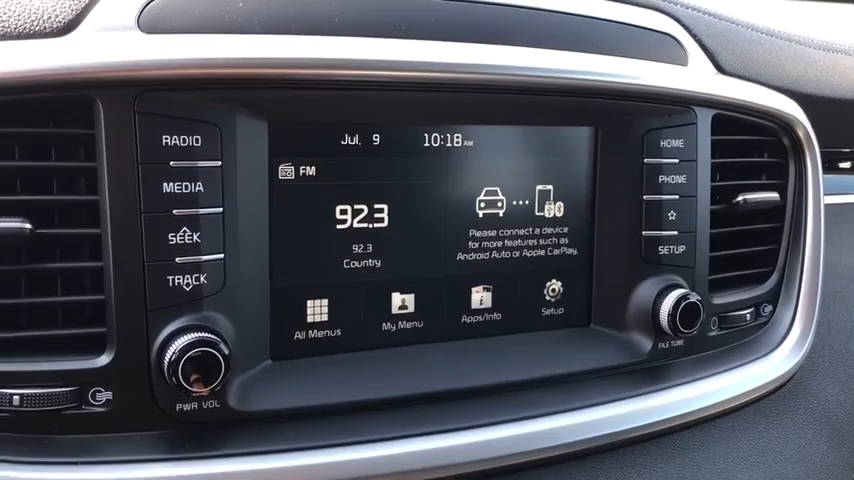 RADIO
MEDIA
SEEK
TRACK
PWR VOL
Jul. 9 10:18 AM
FM
92.3
92.3
Country
Please connect a device
for more features such as
Android Auto or Apple CarPlay.
All Menus
My Menu
Apps/Info
Setup
HOME
PHONE
SETUP
FILE TUNE